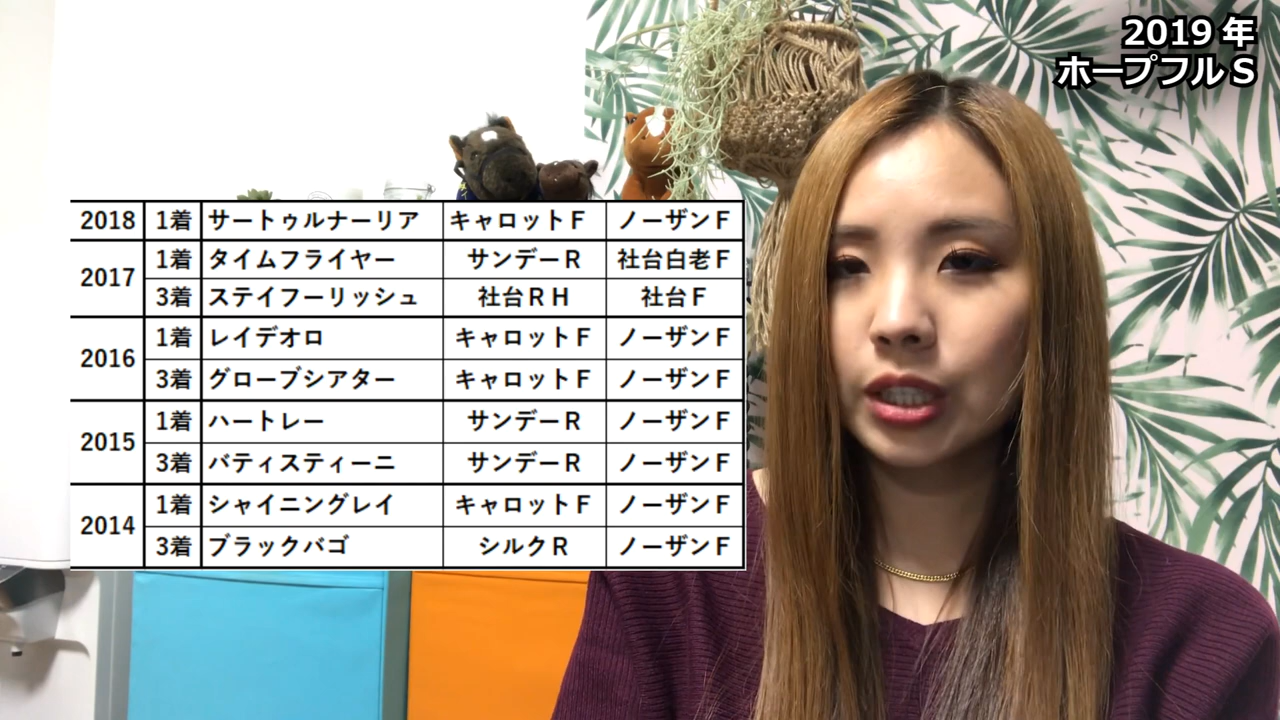 2019年
ホープフルS
2018 1着 サートゥルナーリア キャロットF ノーザンF
2017 1着 タイムフライヤー サンデーR 社台白老F
3着 ステイフーリッシュ 社台RH 社台F
2016 1着 レイデオロ キャロットF ノーザンF
3着 グローブシアター キャロットF ノーザンF
2015 1着 ハートレー サンデーR ノーザンF
3着 バティスティーニ サンデーR ノーザンF
2014 1着 シャイニングレイ キャロットF ノーザンF
3着 ブラックバゴ シルクR ノーザンF